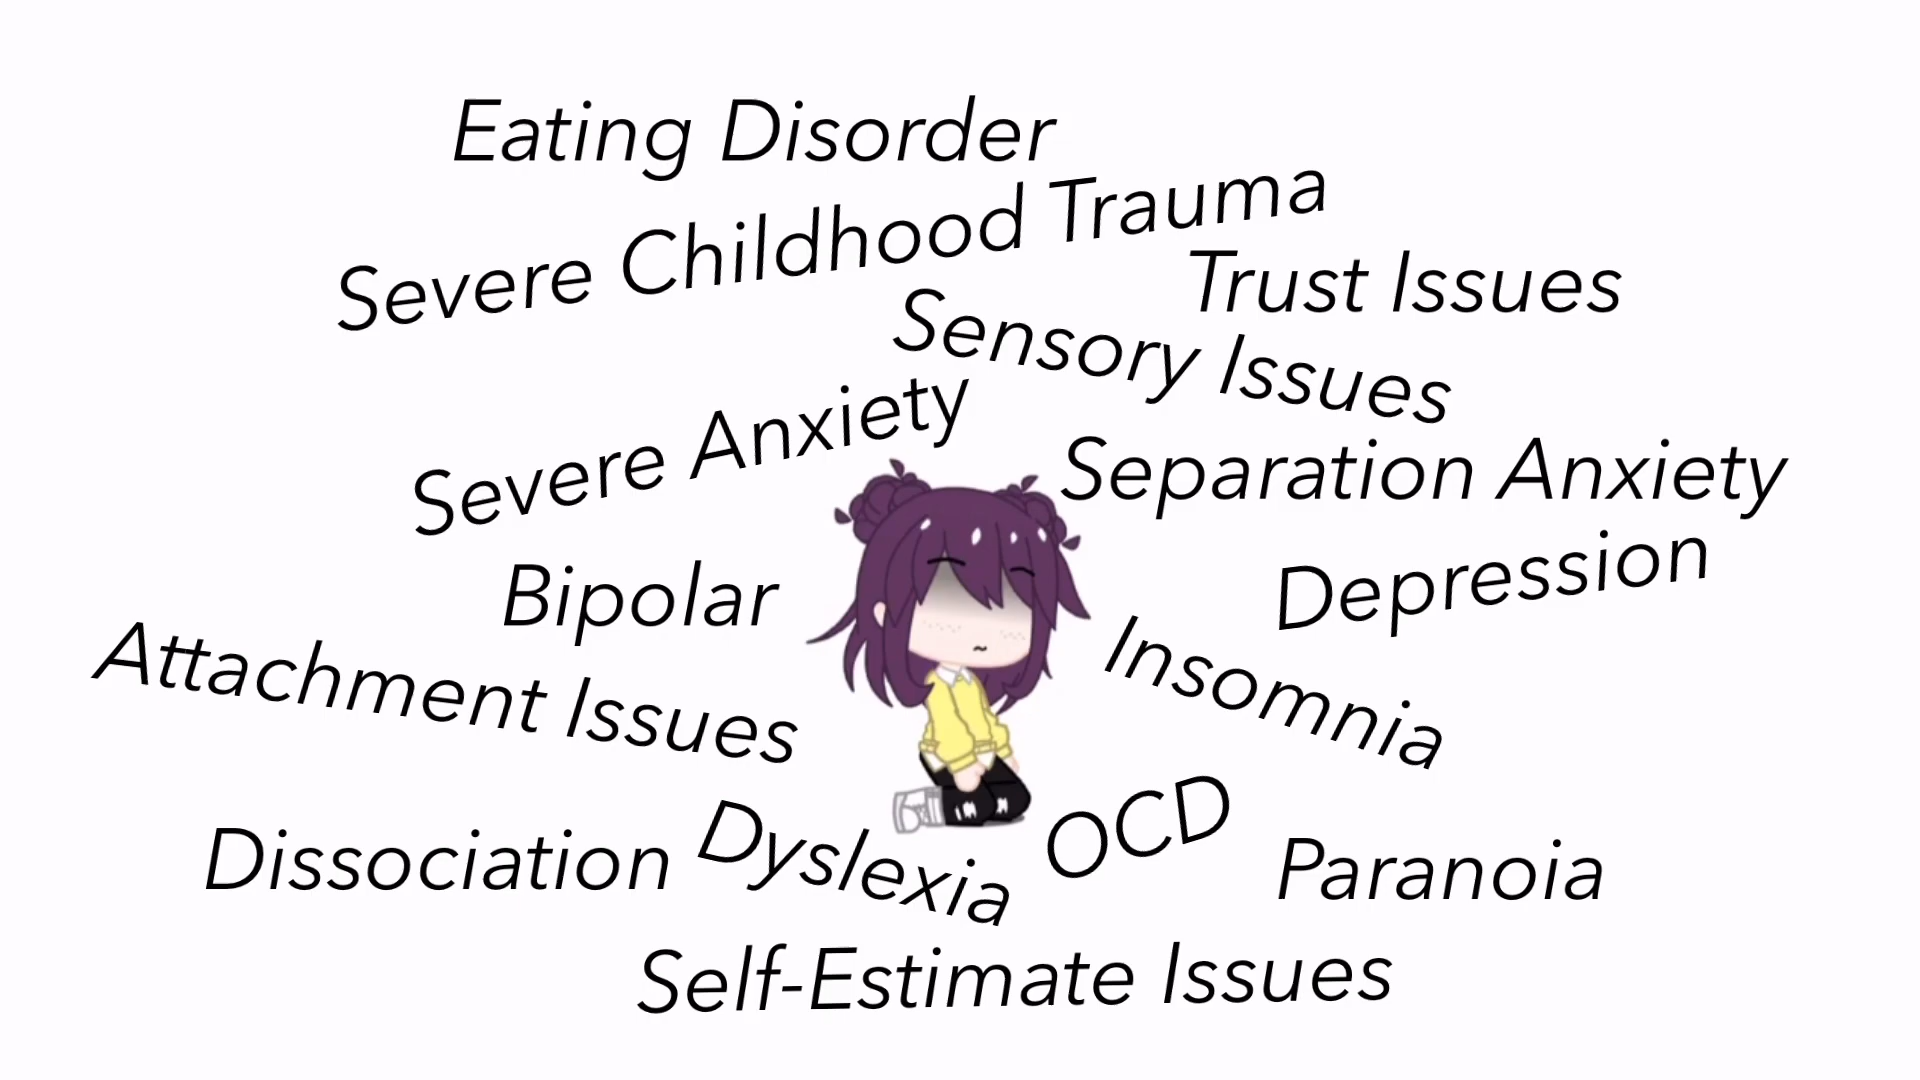 Eating Disorder
Severe Childhood Trauma
Trust Issues
Sensory Issues
Severe Anxiety
Separation Anxiety
Bipolar
Depression
Attachment Issues
Insomnia
Dissociation
Dyslexia
OCD
Paranoia
Self-Estimate Issues